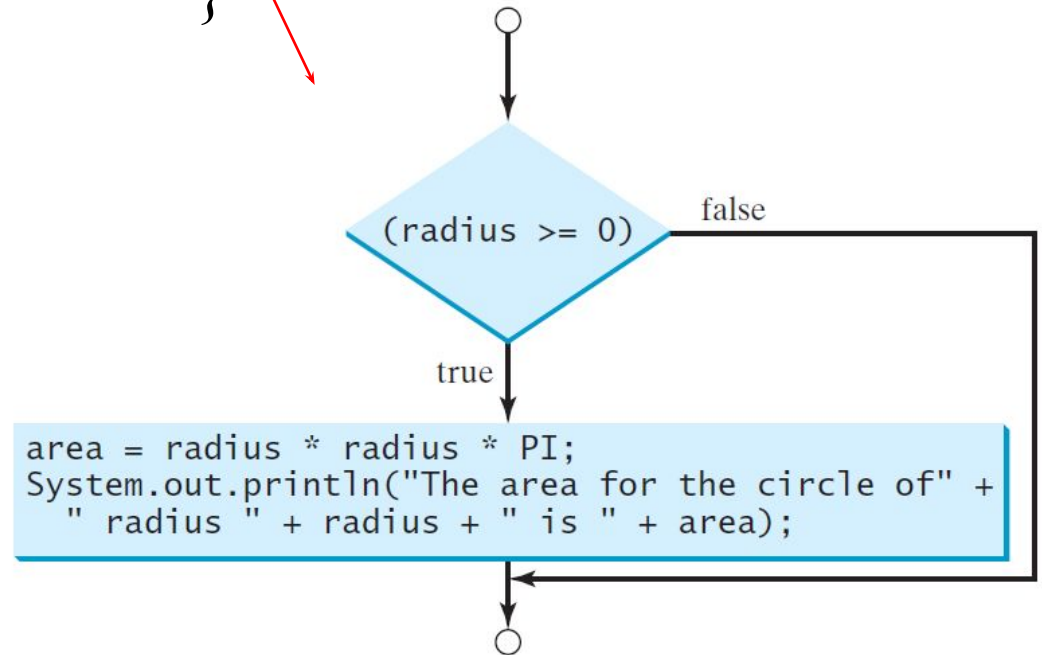 }
(radius >= 0)
false
true
area = radius * radius * PI;
System.out.println("The area for the circle of" +
" radius " + radius + " is " + area);